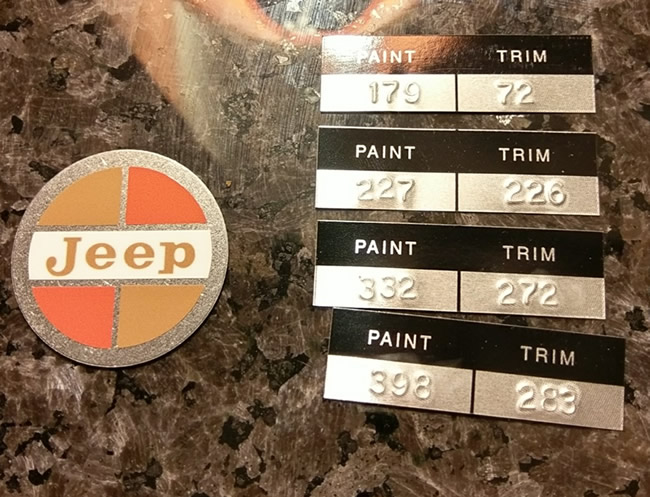 Jeep
PAINT TRIM
179 72
PAINT TRIM
227 226
PAINT TRIM
332 272
PAINT TRIM
398 283